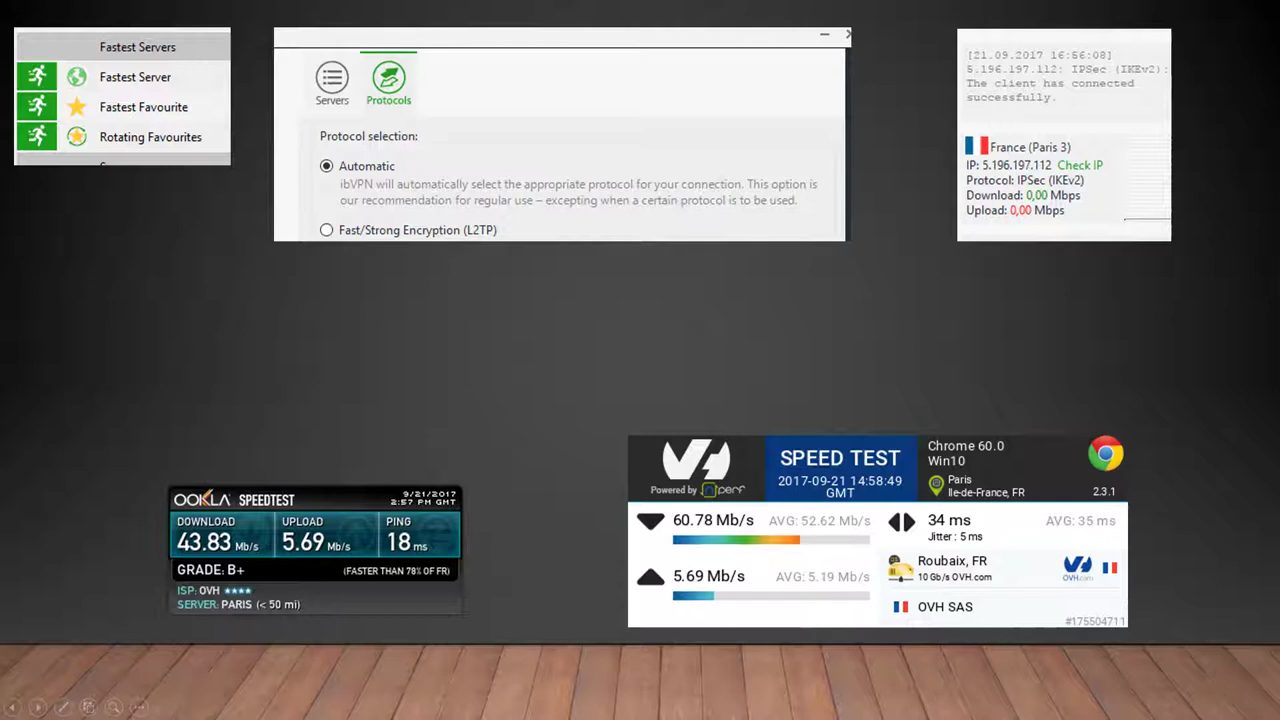 Fastest Servers
Fastest Server
Fastest Favourite
Rotating Favourites
Servers
Protocols
Protocol selection:
Automatic
ibVPN will automatically select the appropriate protocol for your connection. This option is
our recommendation for regular use – excepting when a certain protocol is to be used.
Fast/Strong Encryption (L2TP)
[21.09.2017 16:56:08]
5.196.197.112: IPSec (IKEv2):
The client has connected
successfully.
France (Paris 3)
IP: 5.196.197.112 Check IP
Protocol: IPSec (IKEv2)
Download: 0,00 Mbps
Upload: 0,00 Mbps
OOKLA SPEEDTEST
9/21/2017
2:57 PM GMT
DOWNLOAD UPLOAD PING
43.83 Mb/s 5.69 Mb/s 18 ms
GRADE: B+ (FASTER THAN 78% OF FR)
ISP: OVH ★★★★
SERVER: PARIS (< 50 mi)
Powered by nperf
SPEED TEST
2017-09-21 14:58:49
GMT
Chrome 60.0
Win10
Paris
Ile-de-France, FR
2.3.1
60.78 Mb/s AVG: 52.62 Mb/s
5.69 Mb/s AVG: 5.19 Mb/s
34 ms AVG: 35 ms
Jitter : 5 ms
Roubaix, FR
10 Gb/s OVH.com
OVH.com
OVH SAS
#175504711